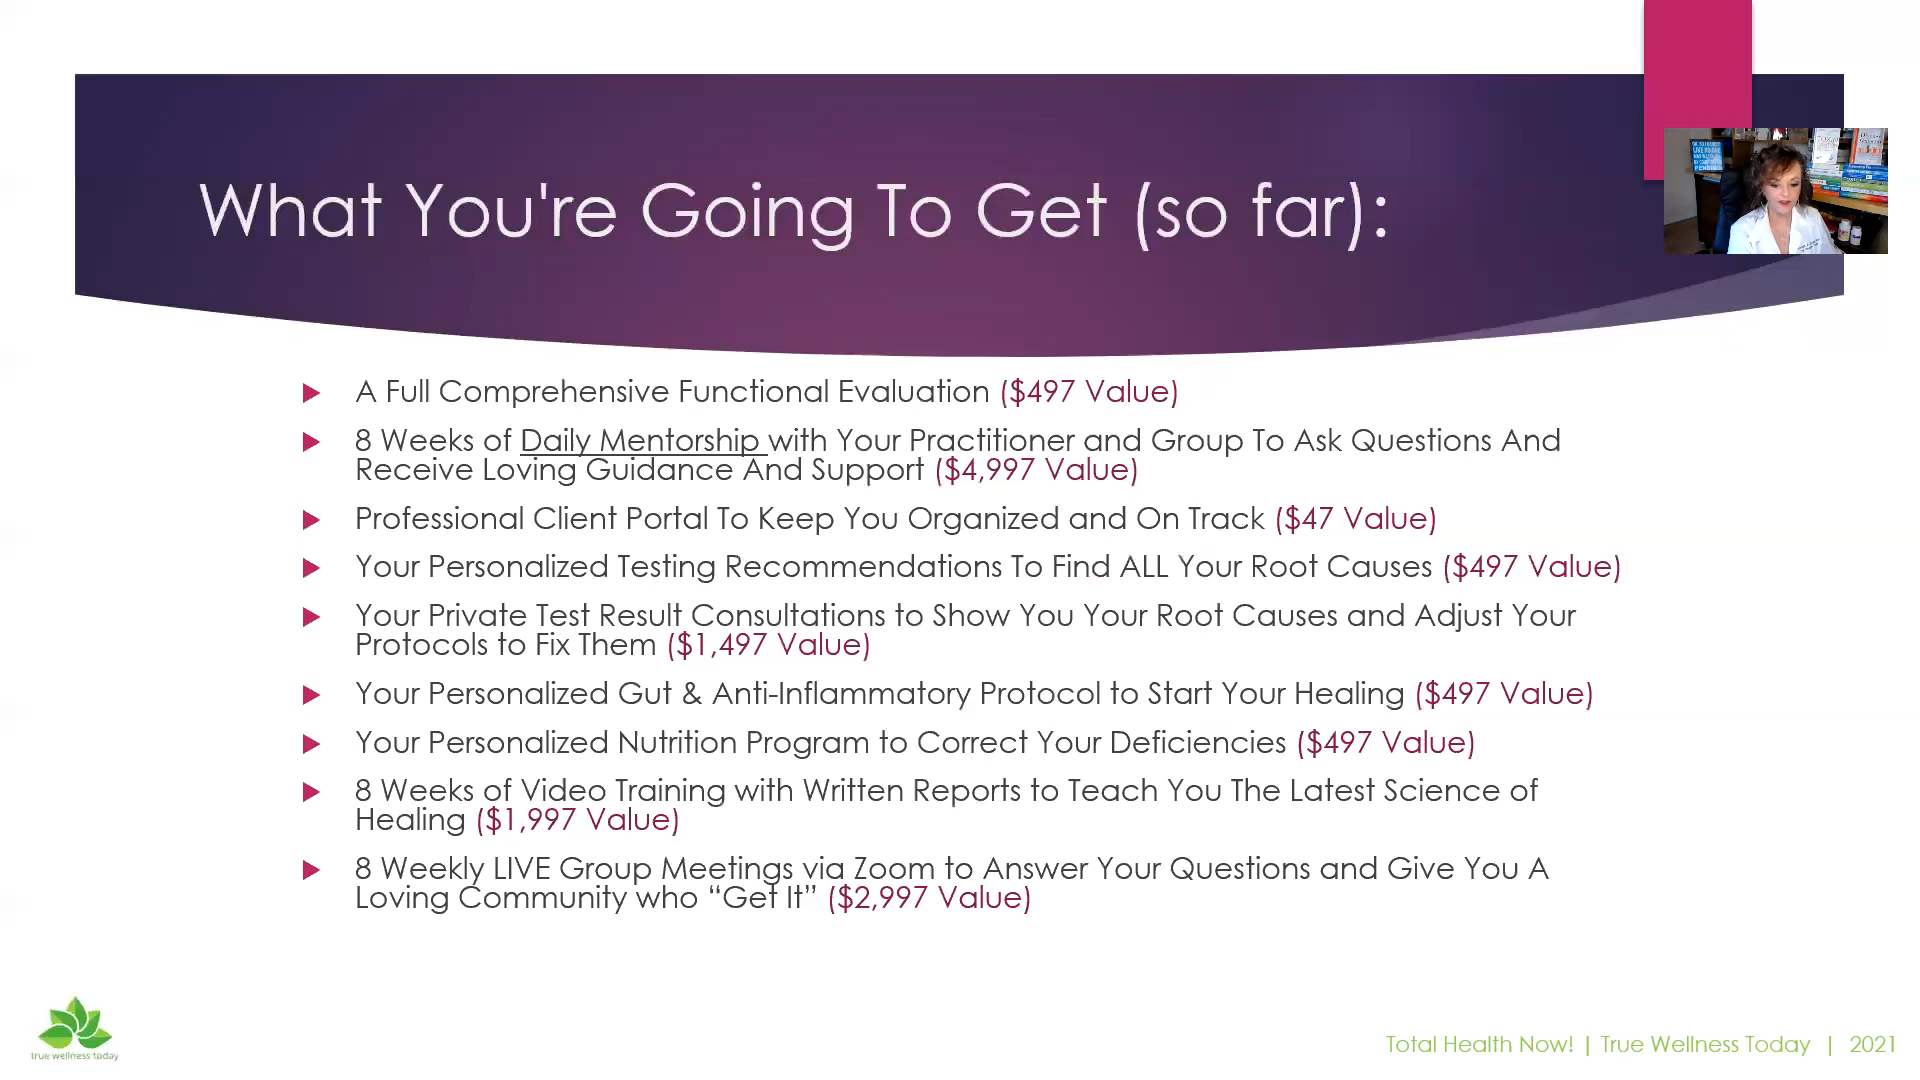 What You're Going To Get (so far):
A Full Comprehensive Functional Evaluation ($497 Value)
8 Weeks of Daily Mentorship with Your Practitioner and Group To Ask Questions And
Receive Loving Guidance And Support ($4,997 Value)
Professional Client Portal To Keep You Organized and On Track ($47 Value)
Your Personalized Testing Recommendations To Find ALL Your Root Causes ($497 Value)
Your Private Test Result Consultations to Show You Your Root Causes and Adjust Your
Protocols to Fix Them ($1,497 Value)
Your Personalized Gut & Anti-Inflammatory Protocol to Start Your Healing ($497 Value)
Your Personalized Nutrition Program to Correct Your Deficiencies ($497 Value)
8 Weeks of Video Training with Written Reports to Teach You The Latest Science of
Healing ($1,997 Value)
8 Weekly LIVE Group Meetings via Zoom to Answer Your Questions and Give You A
Loving Community who “Get It” ($2,997 Value)
true wellness today
Total Health Now! | True Wellness Today | 2021